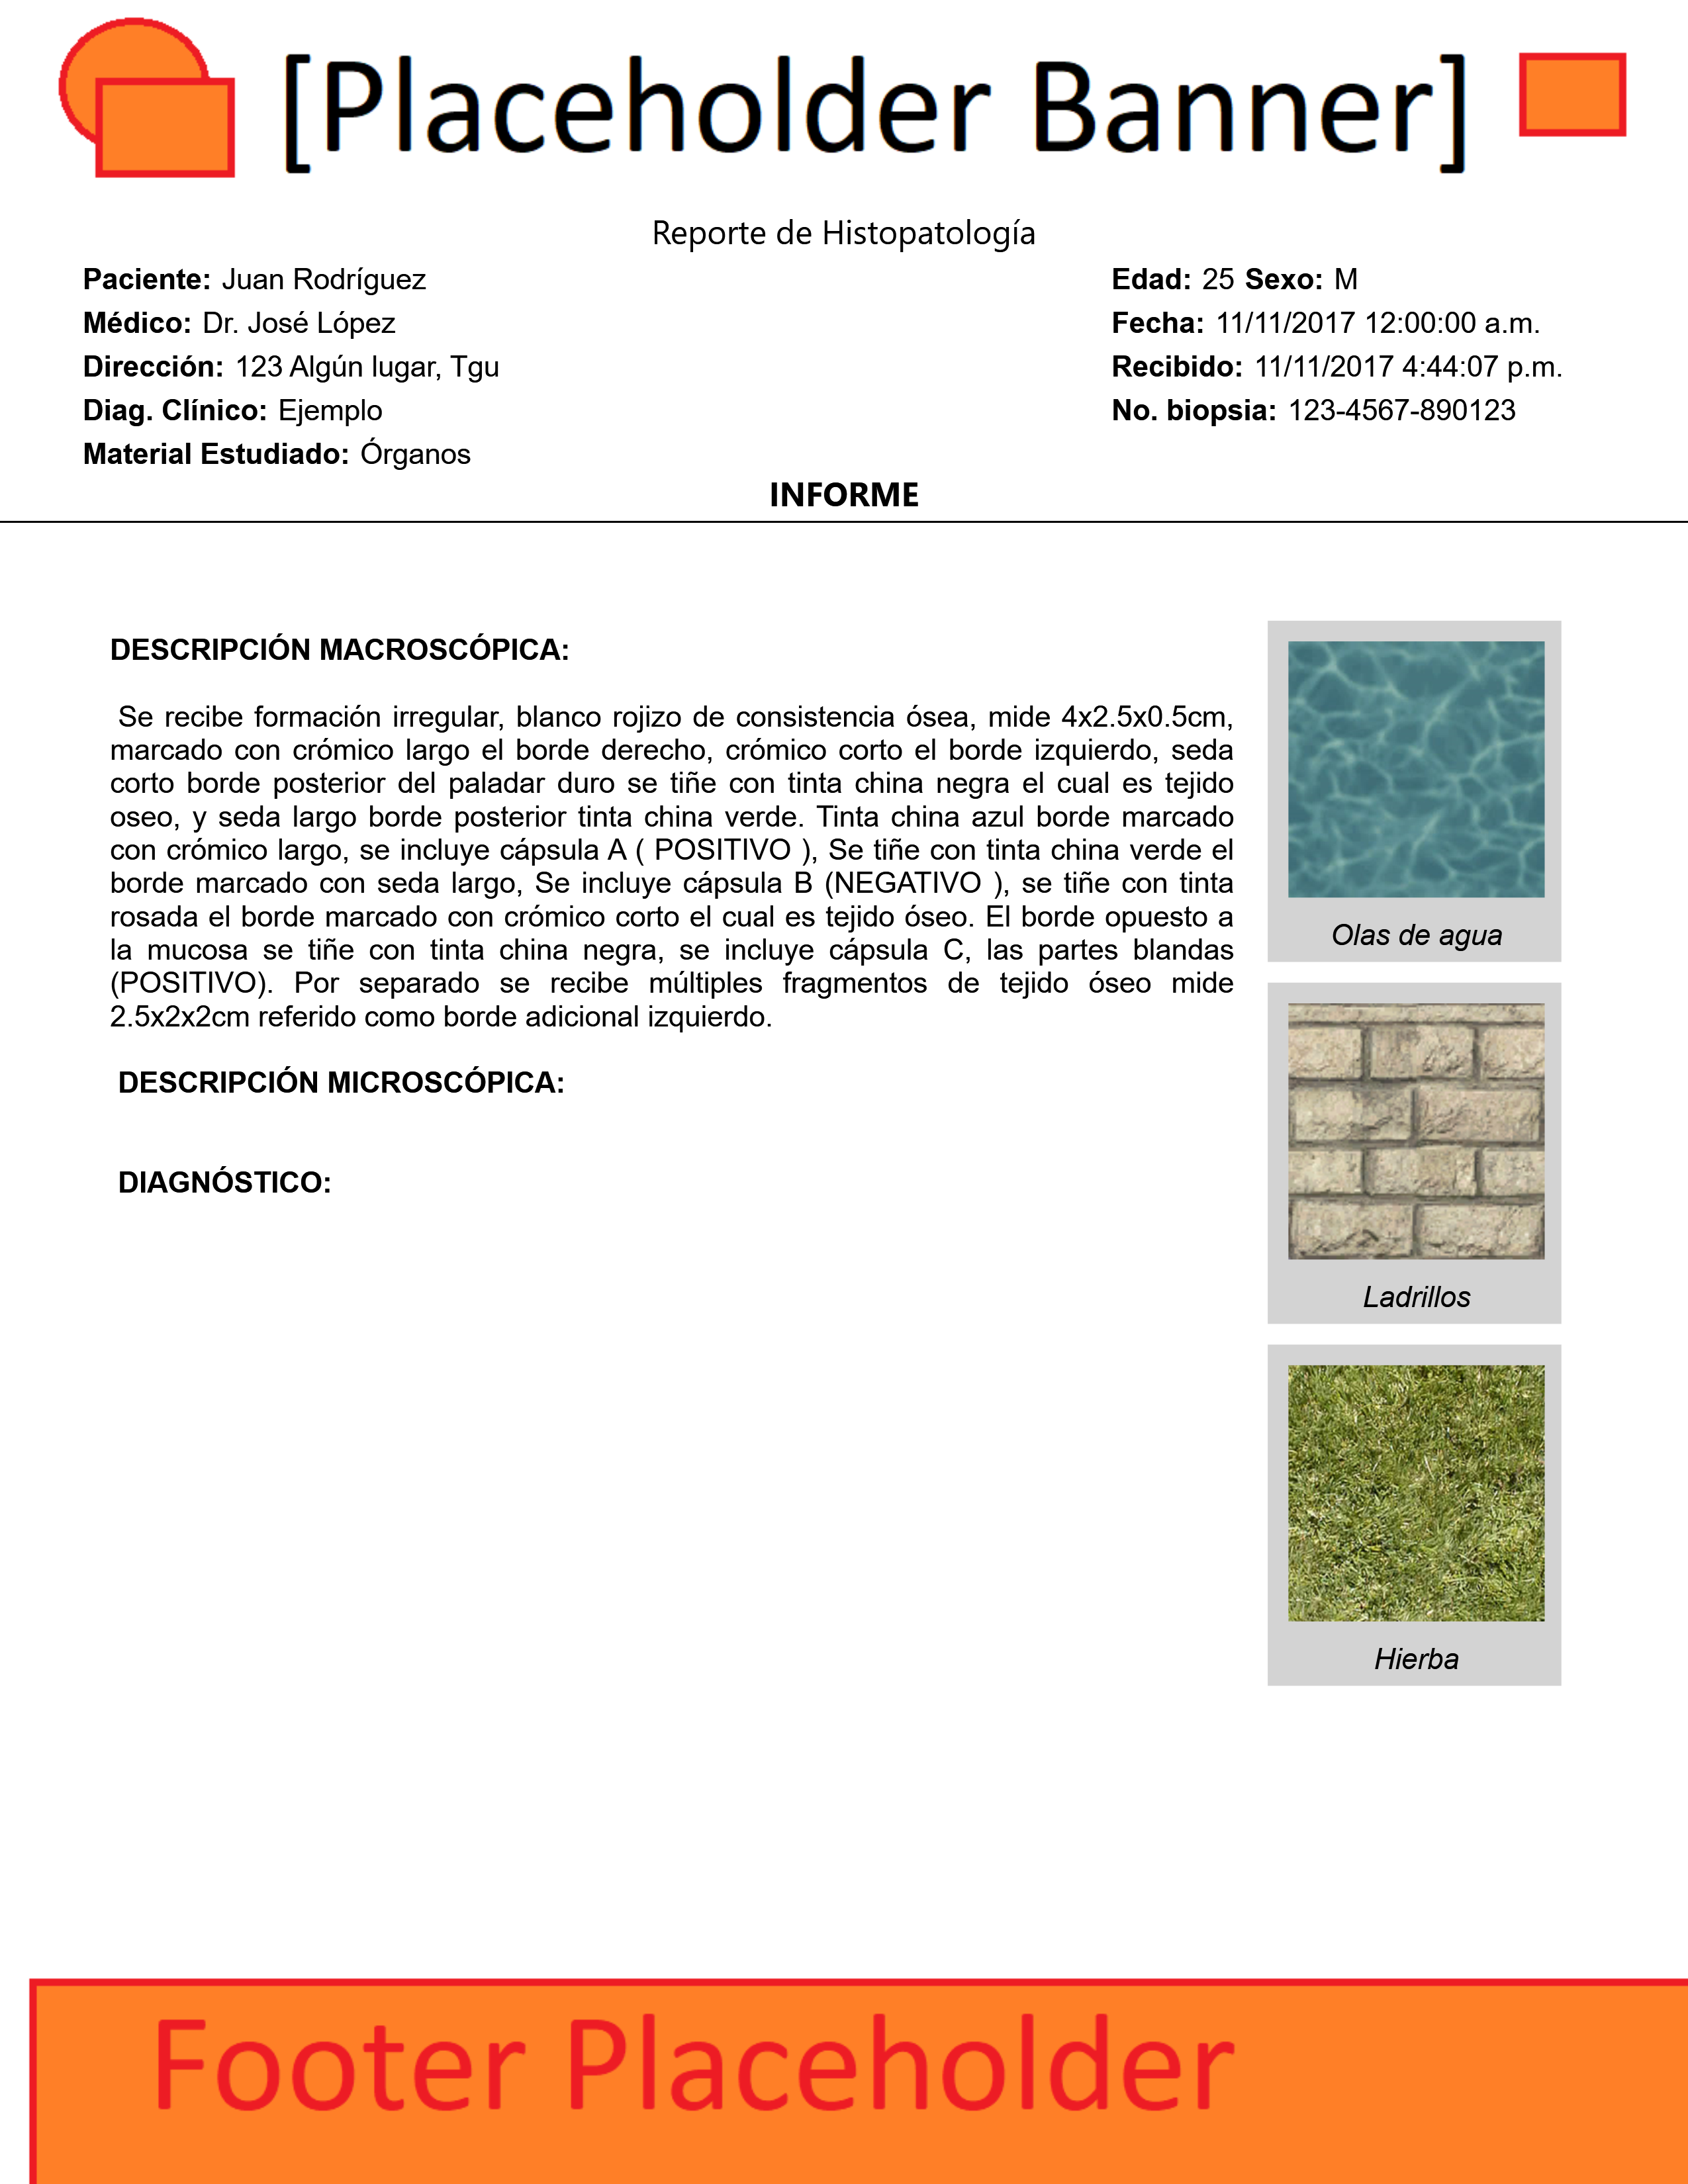 [Placeholder Banner]
Reporte de Histopatología
Paciente: Juan Rodríguez
Edad: 25 Sexo: M
Médico: Dr. José López
Fecha: 11/11/2017 12:00:00 a.m.
Dirección: 123 Algún lugar, Tgu
Recibido: 11/11/2017 4:44:07 p.m.
Diag. Clínico: Ejemplo
No. biopsia: 123-4567-890123
Material Estudiado: Órganos
INFORME
DESCRIPCIÓN MACROSCÓPICA:
Se recibe formación irregular, blanco rojizo de consistencia ósea, mide 4x2.5x0.5cm,
marcado con crómico largo el borde derecho, crómico corto el borde izquierdo, seda
corto borde posterior del paladar duro se tiñe con tinta china negra el cual es tejido
oseo, y seda largo borde posterior tinta china verde. Tinta china azul borde marcado
con crómico largo, se incluye cápsula A ( POSITIVO ), Se tiñe con tinta china verde el
borde marcado con seda largo, Se incluye cápsula B (NEGATIVO ), se tiñe con tinta
rosada el borde marcado con crómico corto el cual es tejido óseo. El borde opuesto a
la mucosa se tiñe con tinta china negra, se incluye cápsula C, las partes blandas
(POSITIVO). Por separado se recibe múltiples fragmentos de tejido óseo mide
2.5x2x2cm referido como borde adicional izquierdo.
DESCRIPCIÓN MICROSCÓPICA:
DIAGNÓSTICO:
Olas de agua
Ladrillos
Hierba
Footer Placeholder